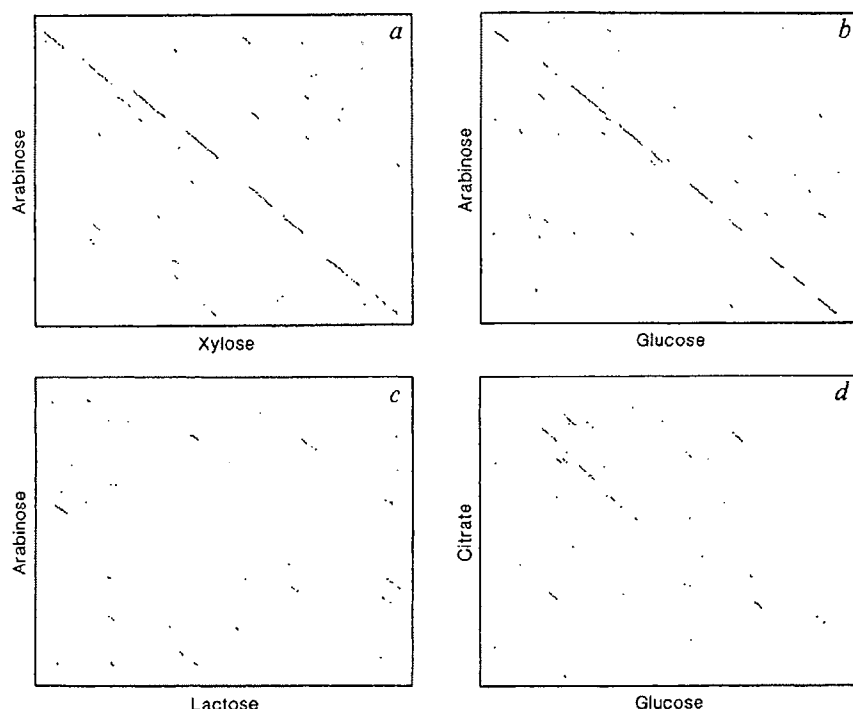 a
b
Arabinose
Arabinose
Xylose
Glucose
c
d
Arabinose
Citrate
Lactose
Glucose